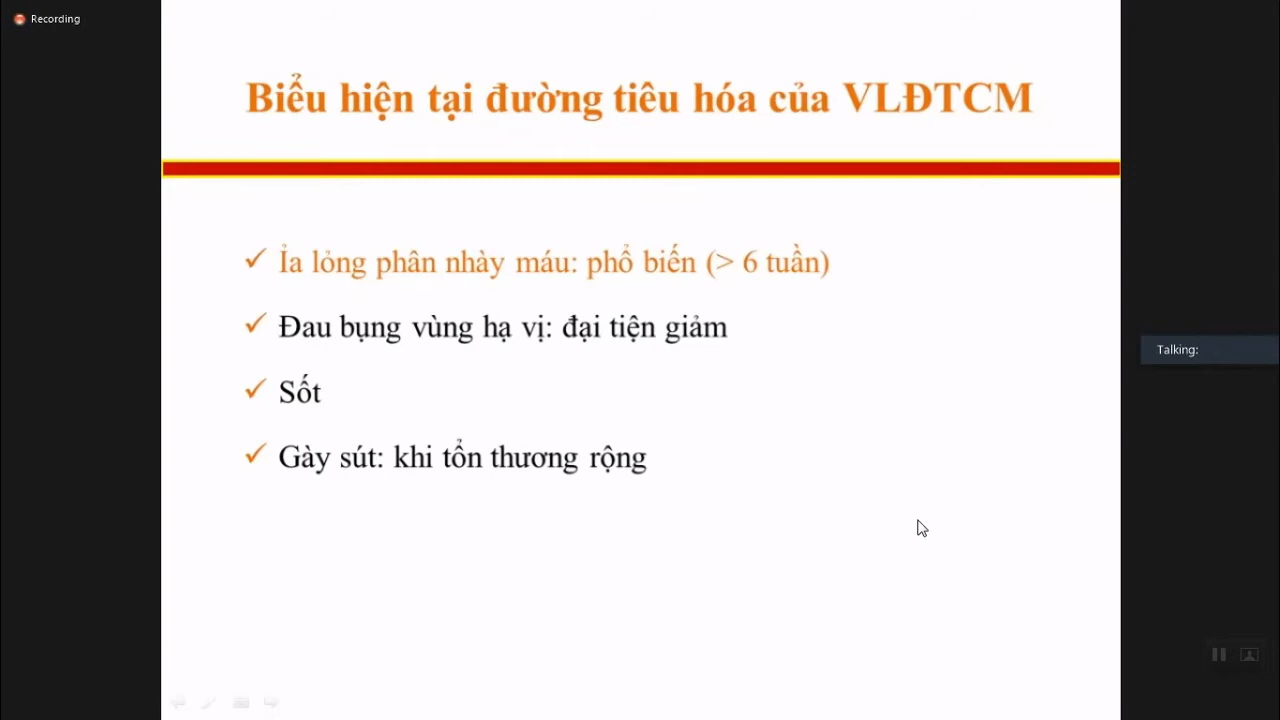 Recording
Biểu hiện tại đường tiêu hóa của VLĐTCM
Ỉa lỏng phân nhày máu: phổ biến (> 6 tuần)
Đau bụng vùng hạ vị: đại tiện giảm
Talking:
Sốt
Gày sút: khi tổn thương rộng